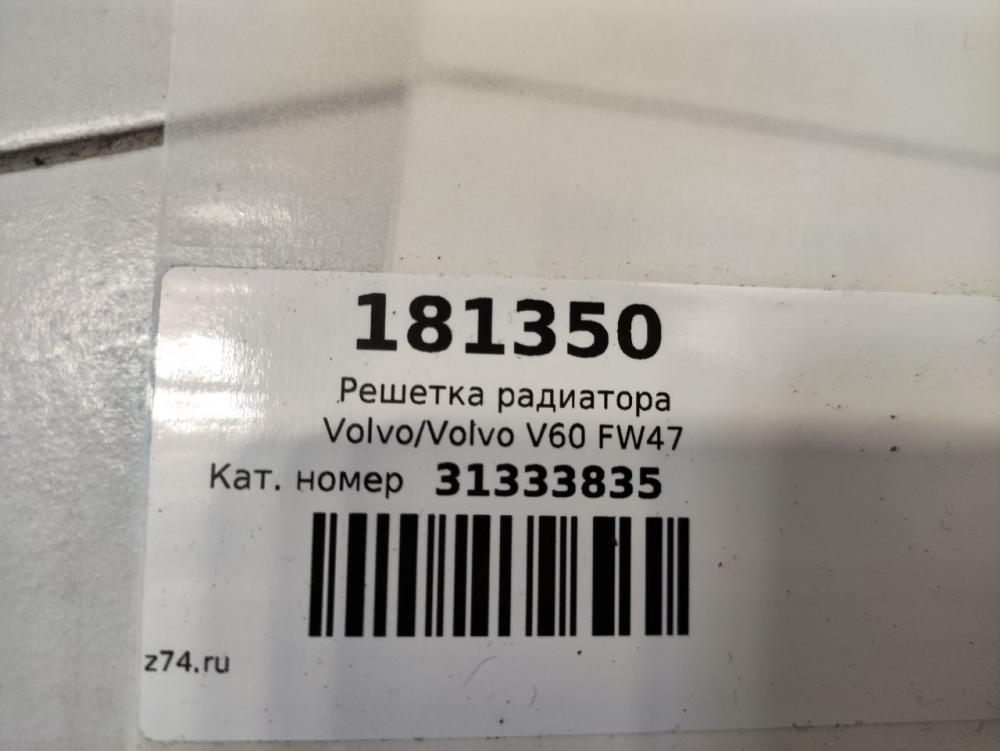 181350
Решетка радиатора
Volvo/Volvo V60 FW47
Кат. номер 31333835
z74.ru